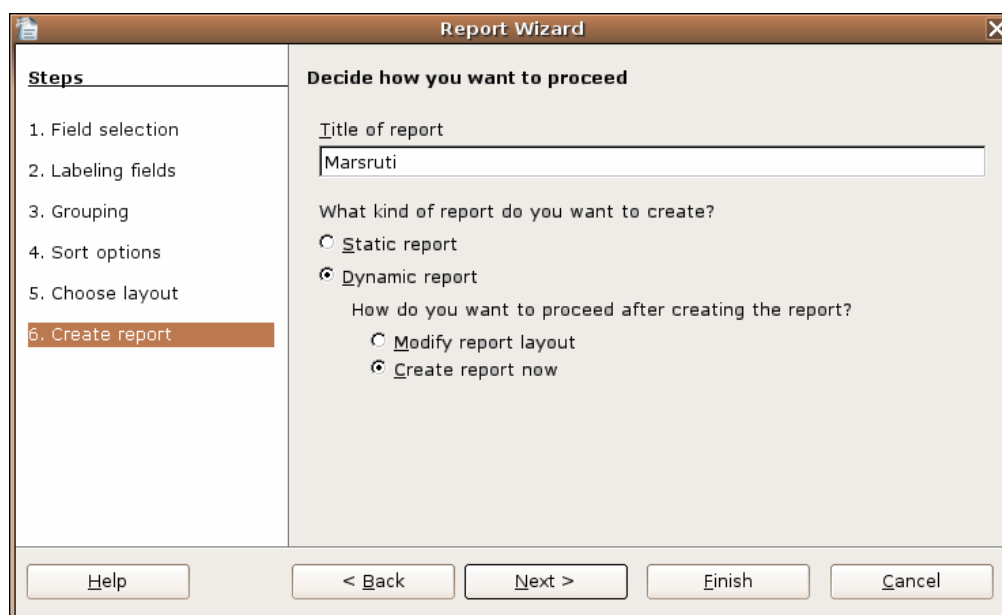 Report Wizard
Steps
1. Field selection
2. Labeling fields
3. Grouping
4. Sort options
5. Choose layout
6. Create report
Decide how you want to proceed
Title of report
Marsruti
What kind of report do you want to create?
Static report
Dynamic report
How do you want to proceed after creating the report?
Modify report layout
Create report now
Help
< Back
Next >
Finish
Cancel